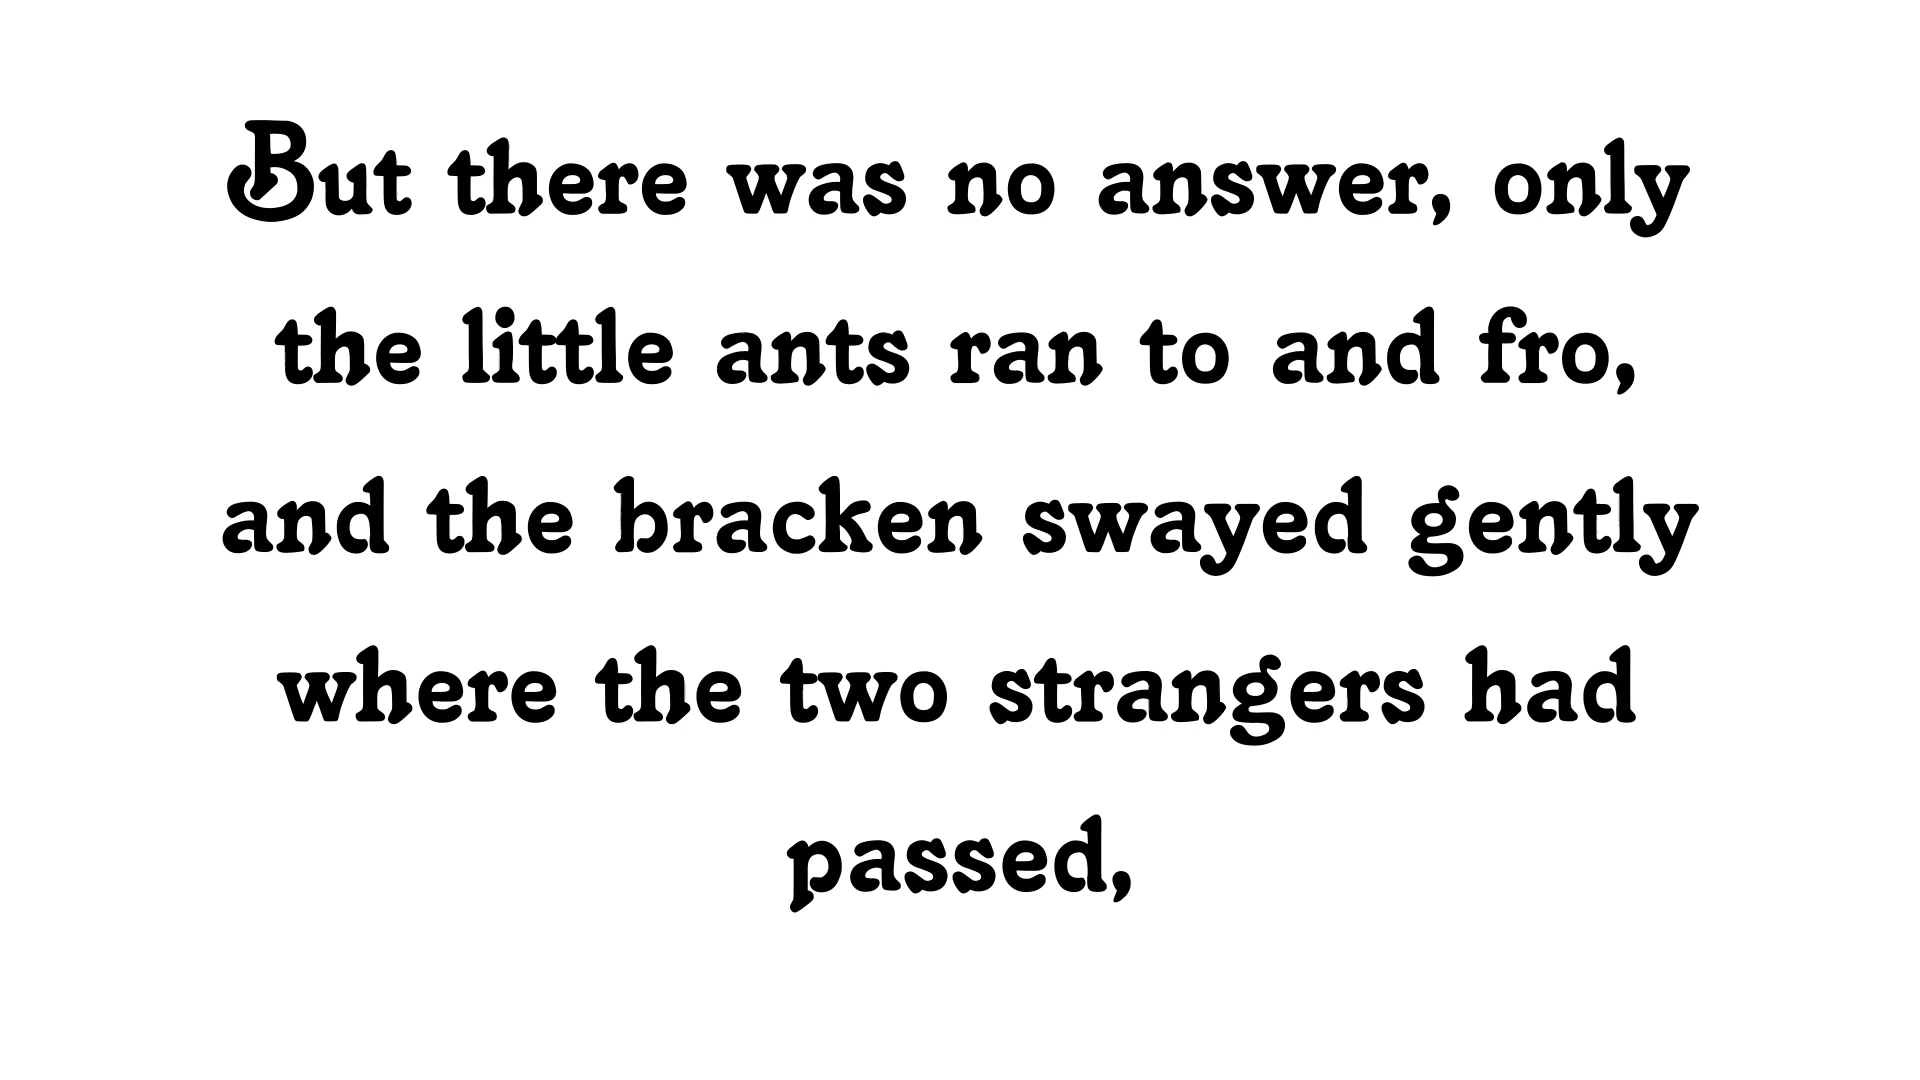 But there was no answer, only
the little ants ran to and fro,
and the bracken swayed gently
where the two strangers had
passed,